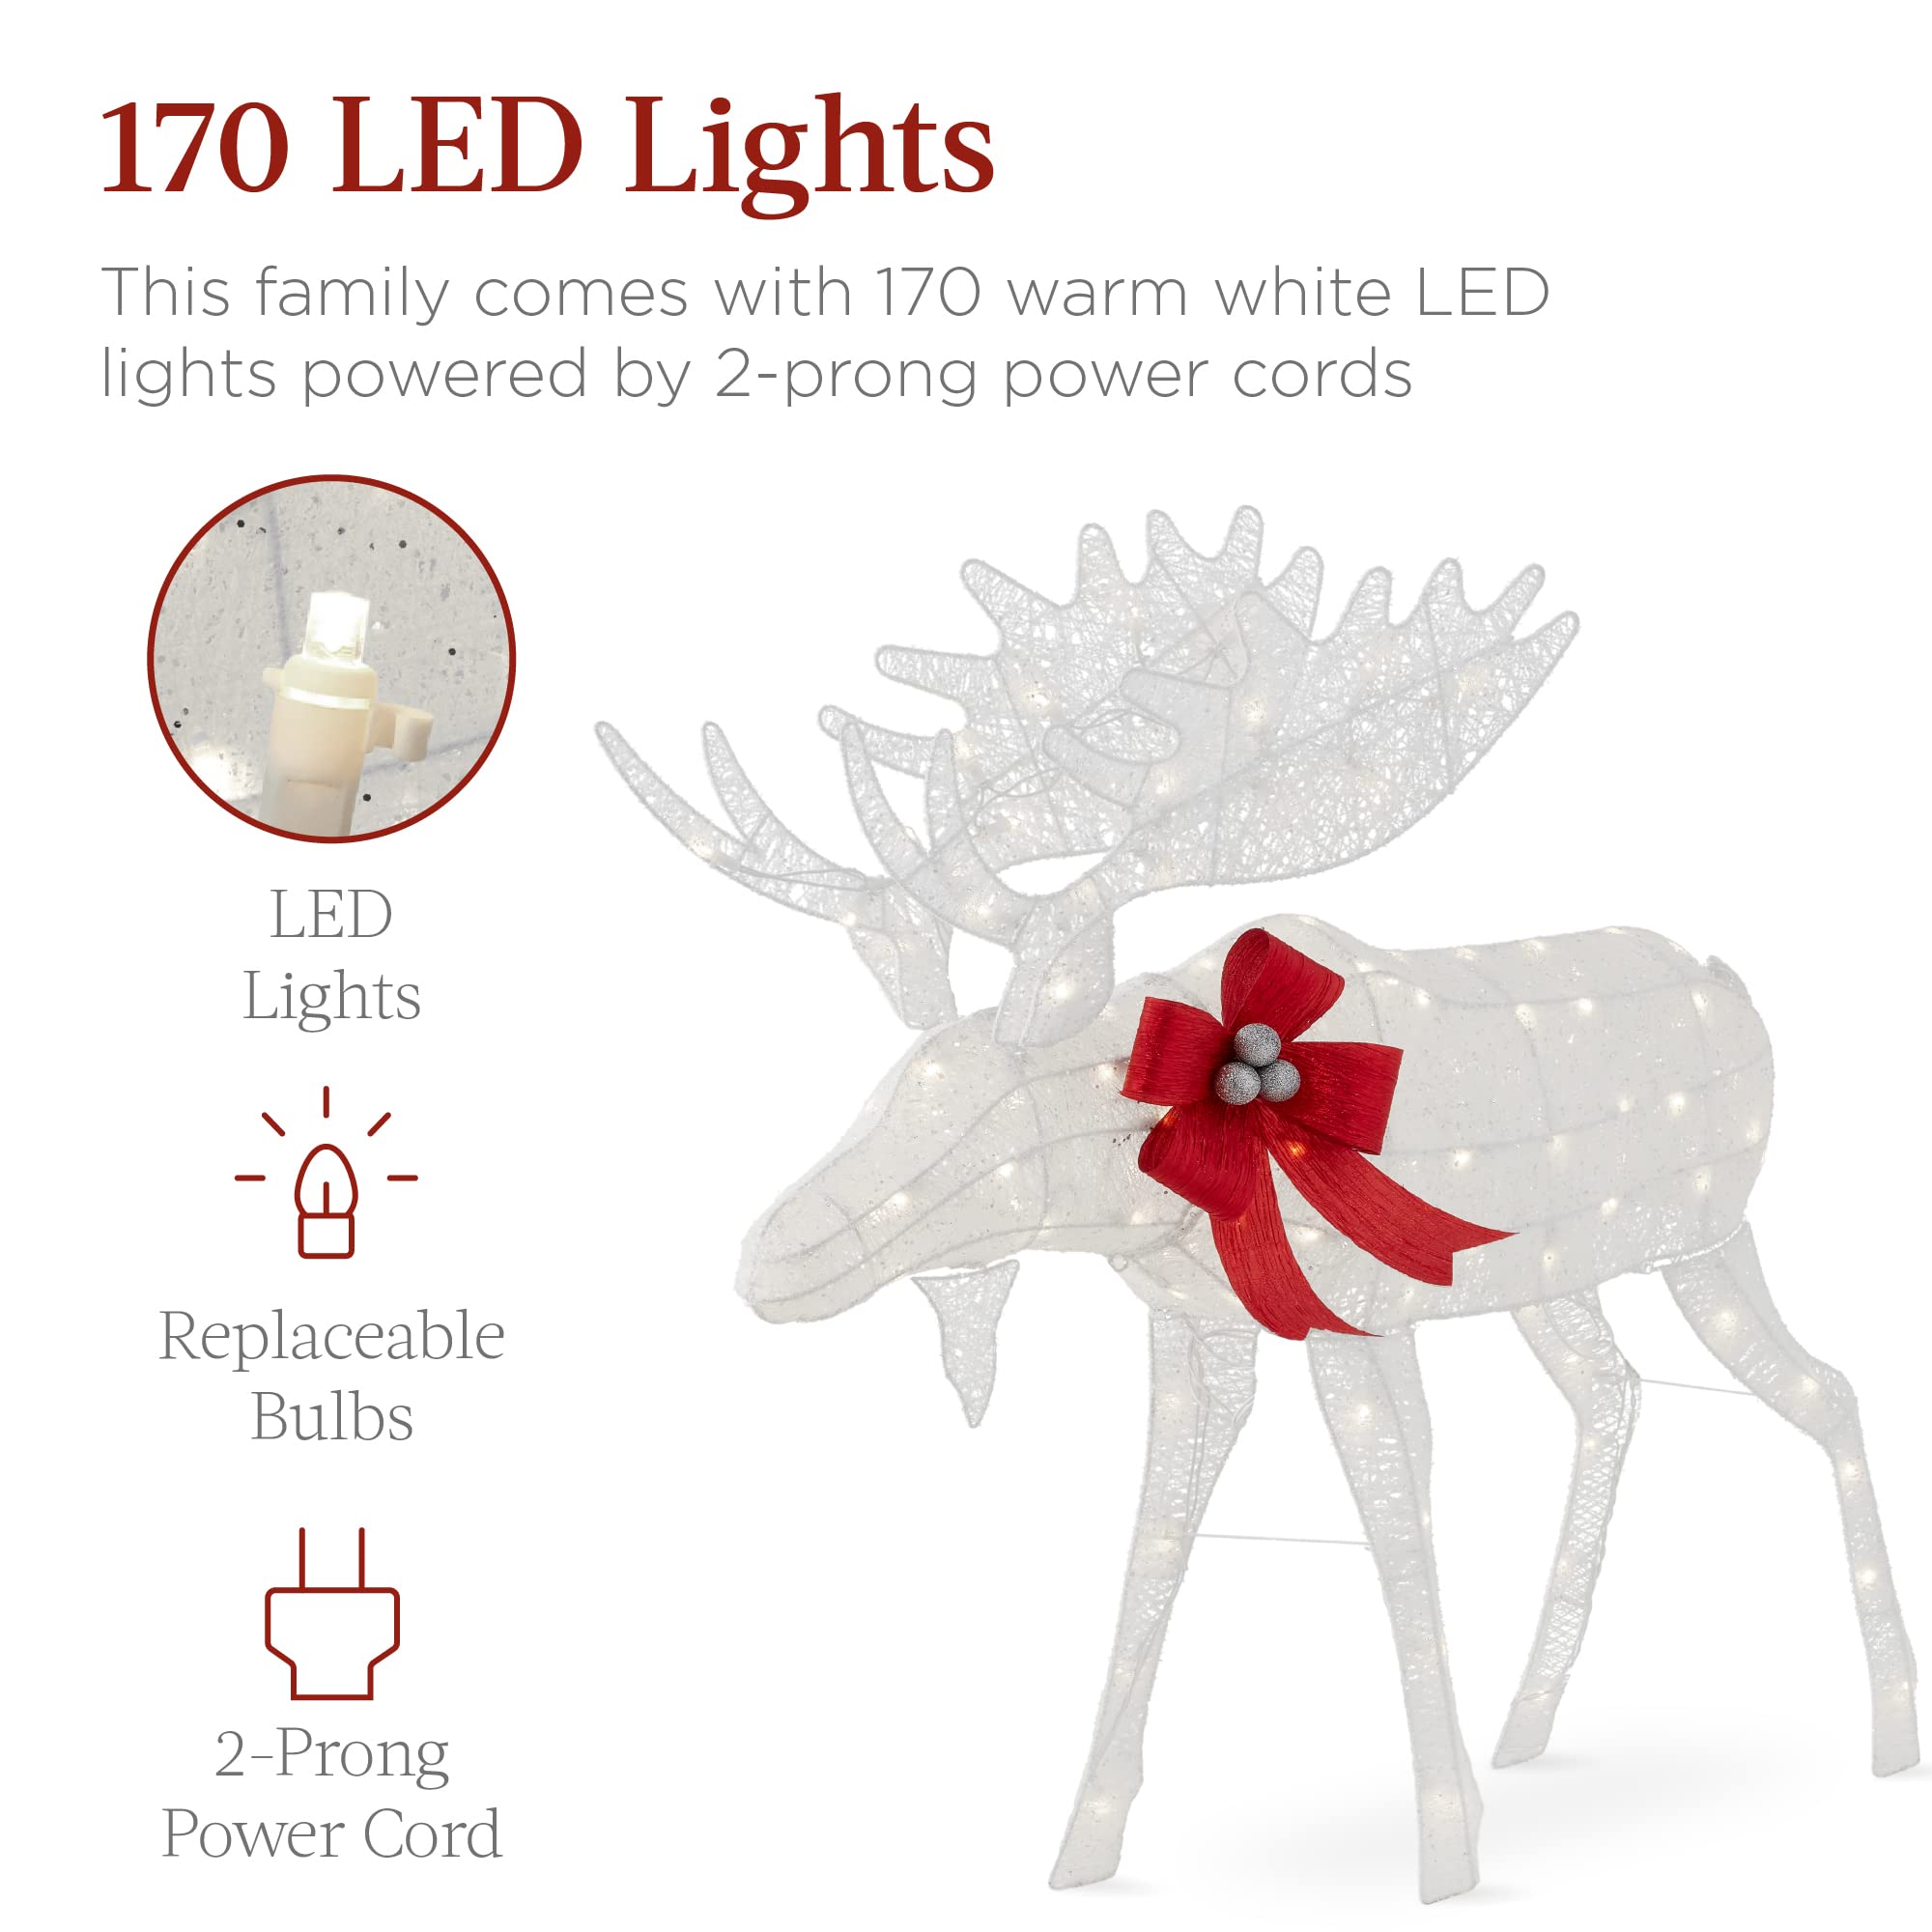 170 LED Lights
This family comes with 170 warm white LED
lights powered by 2-prong power cords
LED
Lights
Replaceable
Bulbs
2-Prong
Power Cord